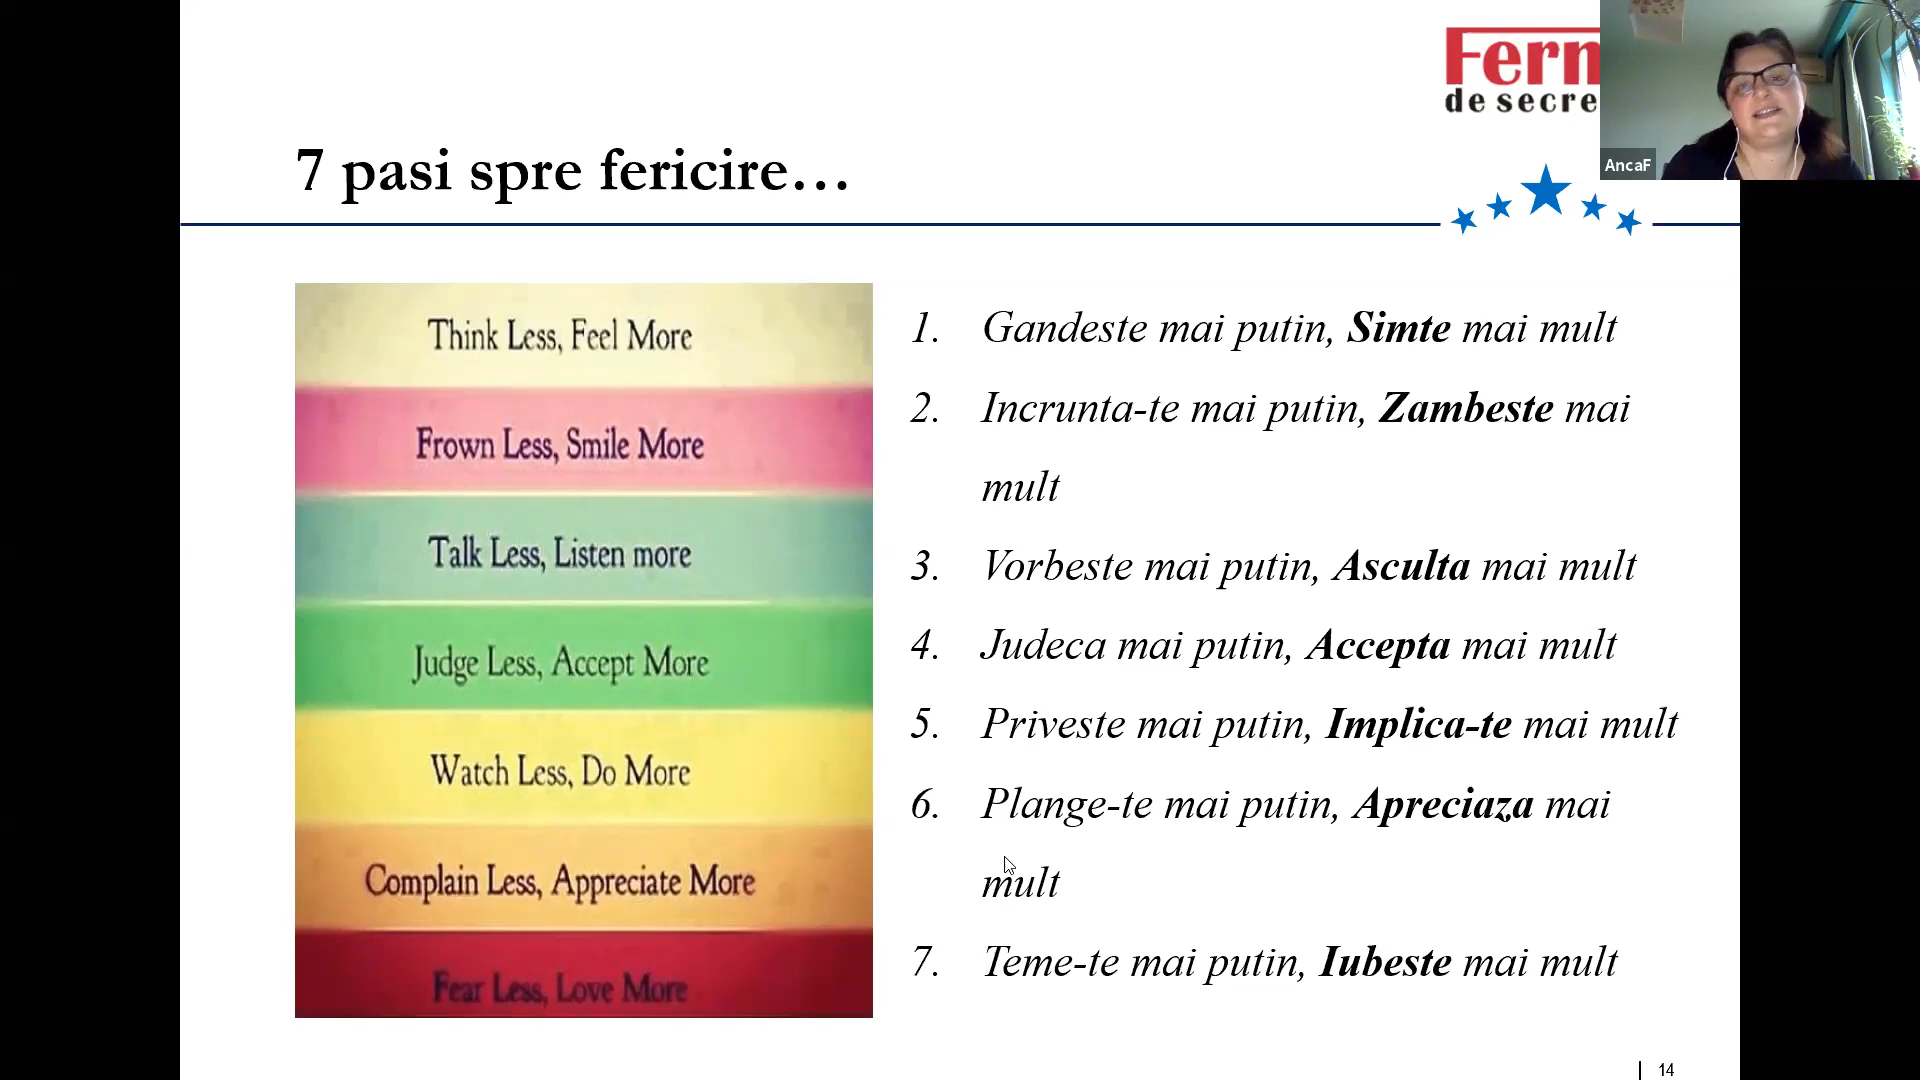 Fern
de secre
AncaF
7 pasi spre fericire…
Think Less, Feel More
Frown Less, Smile More
Talk Less, Listen more
Judge Less, Accept More
Watch Less, Do More
Complain Less, Appreciate More
Fear Less, Love More
1. Gandeste mai putin, Simte mai mult
2. Incrunta-te mai putin, Zambeste mai
mult
3. Vorbeste mai putin, Asculta mai mult
4. Judeca mai putin, Accepta mai mult
5. Priveste mai putin, Implica-te mai mult
6. Plange-te mai putin, Apreciaza mai
mult
7. Teme-te mai putin, Iubeste mai mult
14